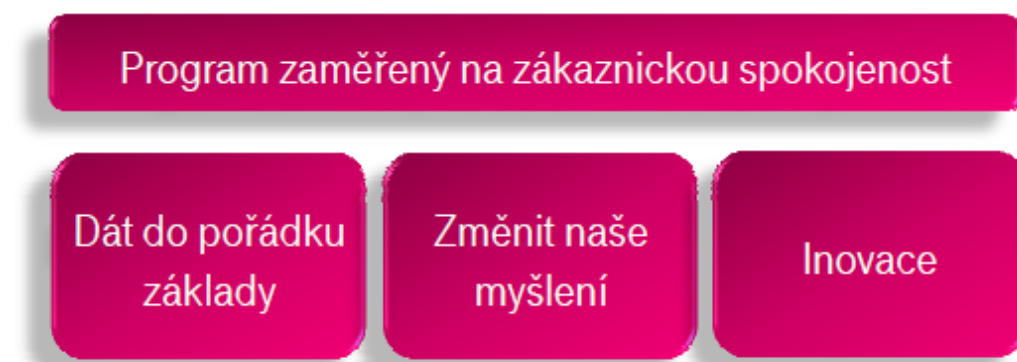 Program zaměřený na zákaznickou spokojenost
Dát do pořádku
základy
Změnit naše
myšlení
Inovace